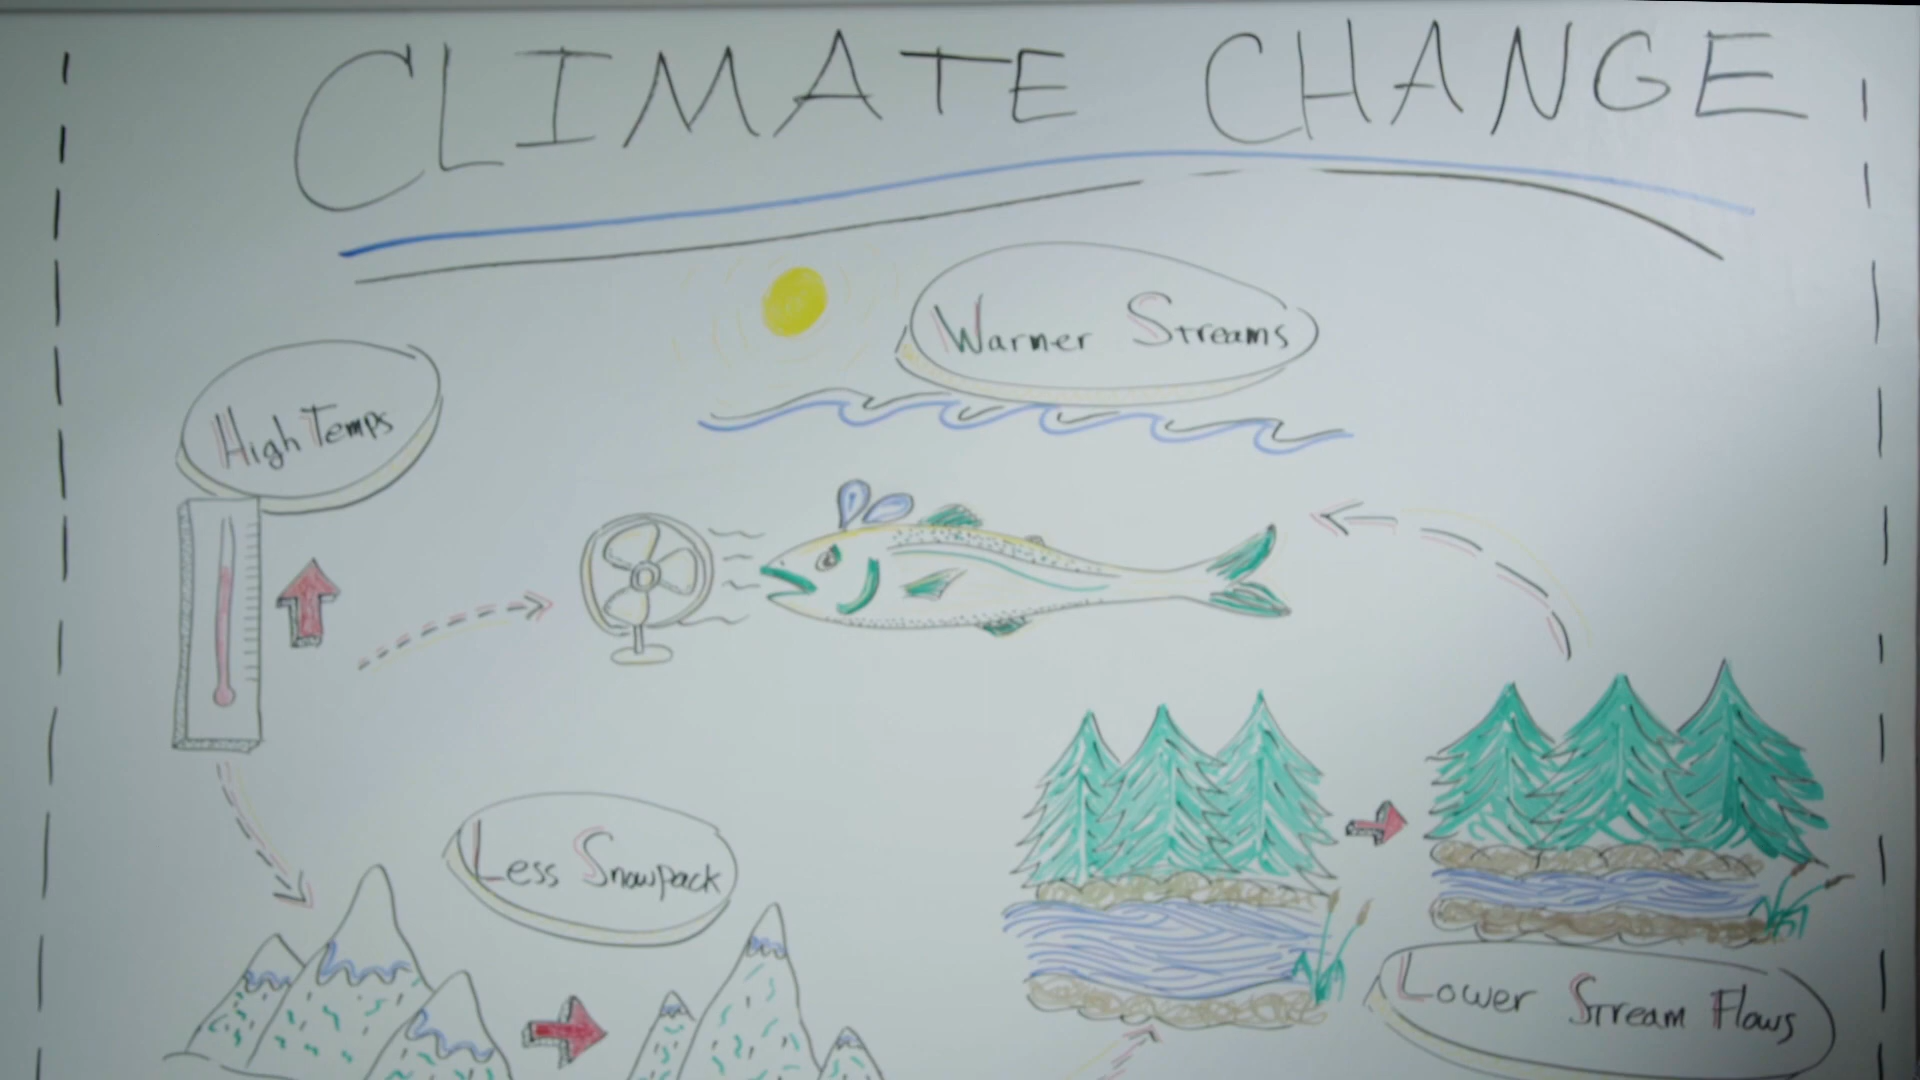 CLIMATE CHANGE
Warmer Streams
High Temps
Less Snowpack
Lower Stream Flows